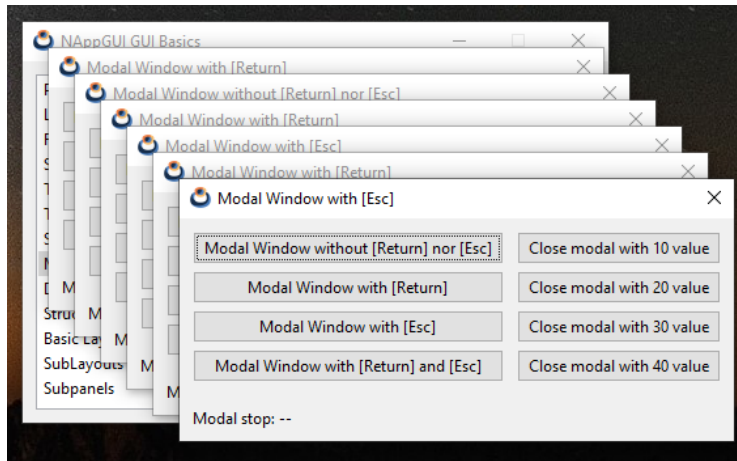 NAppGUI GUI Basics
Modal Window with [Return]
Modal Window without [Return] nor [Esc]
Modal Window with [Return]
Modal Window with [Esc]
Modal Window with [Return]
Modal Window with [Esc]
Modal Window without [Return] nor [Esc] Close modal with 10 value
Modal Window with [Return] Close modal with 20 value
Modal Window with [Esc] Close modal with 30 value
Modal Window with [Return] and [Esc] Close modal with 40 value
Modal stop: --
Basic La
SubLayouts
Subpanels